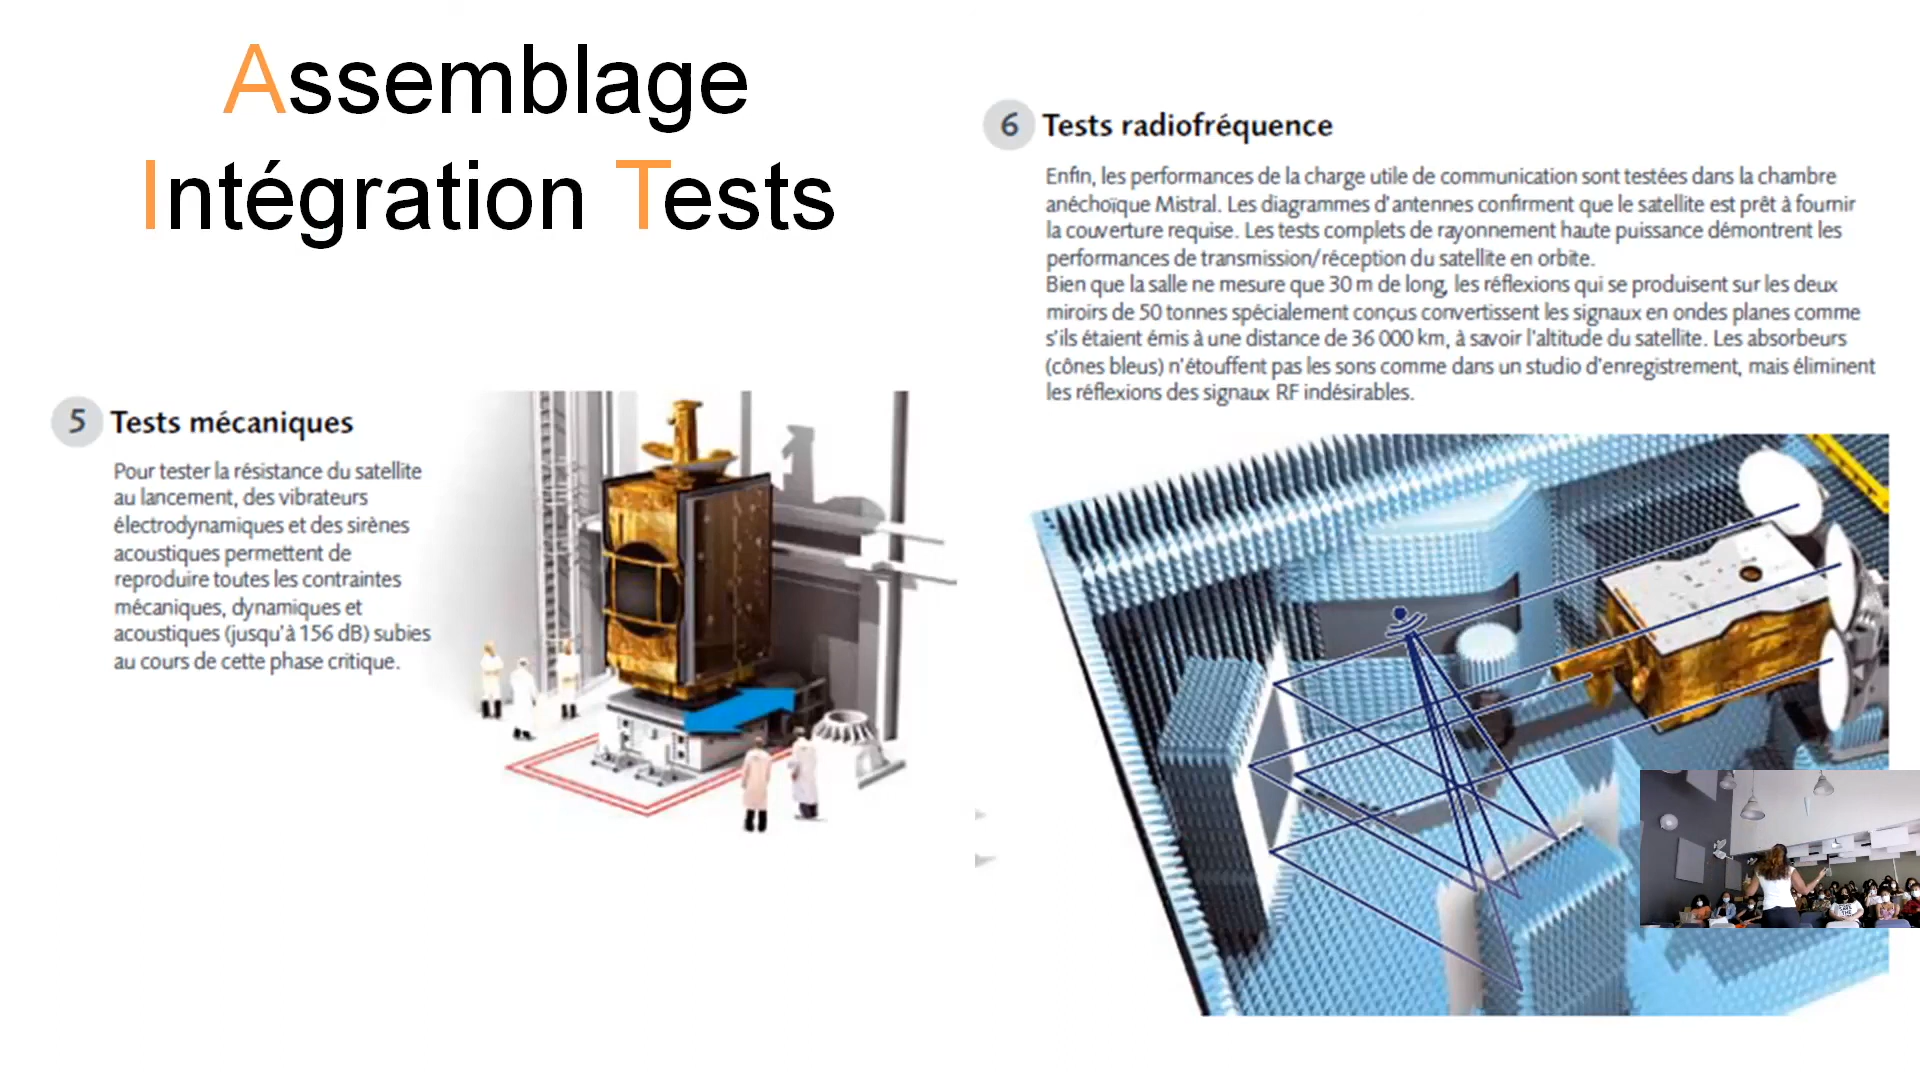 Assemblage
Intégration Tests
5 Tests mécaniques
Pour tester la résistance du satellite
au lancement, des vibrateurs
électrodynamiques et des sirènes
acoustiques permettent de
reproduire toutes les contraintes
mécaniques, dynamiques et
acoustiques (jusqu'à 156 dB) subies
au cours de cette phase critique.
6 Tests radiofréquence
Enfin, les performances de la charge utile de communication sont testées dans la chambre
anéchoïque Mistral. Les diagrammes d'antennes confirment que le satellite est prêt à fournir
la couverture requise. Les tests complets de rayonnement haute puissance démontrent les
performances de transmission/réception du satellite en orbite.
Bien que la salle ne mesure que 30 m de long, les réflexions qui se produisent sur les deux
miroirs de 50 tonnes spécialement conçus convertissent les signaux en ondes planes comme
s'ils étaient émis à une distance de 36 000 km, à savoir l'altitude du satellite. Les absorbeurs
(cônes bleus) n'étouffent pas les sons comme dans un studio d'enregistrement, mais éliminent
les réflexions des signaux RF indésirables.